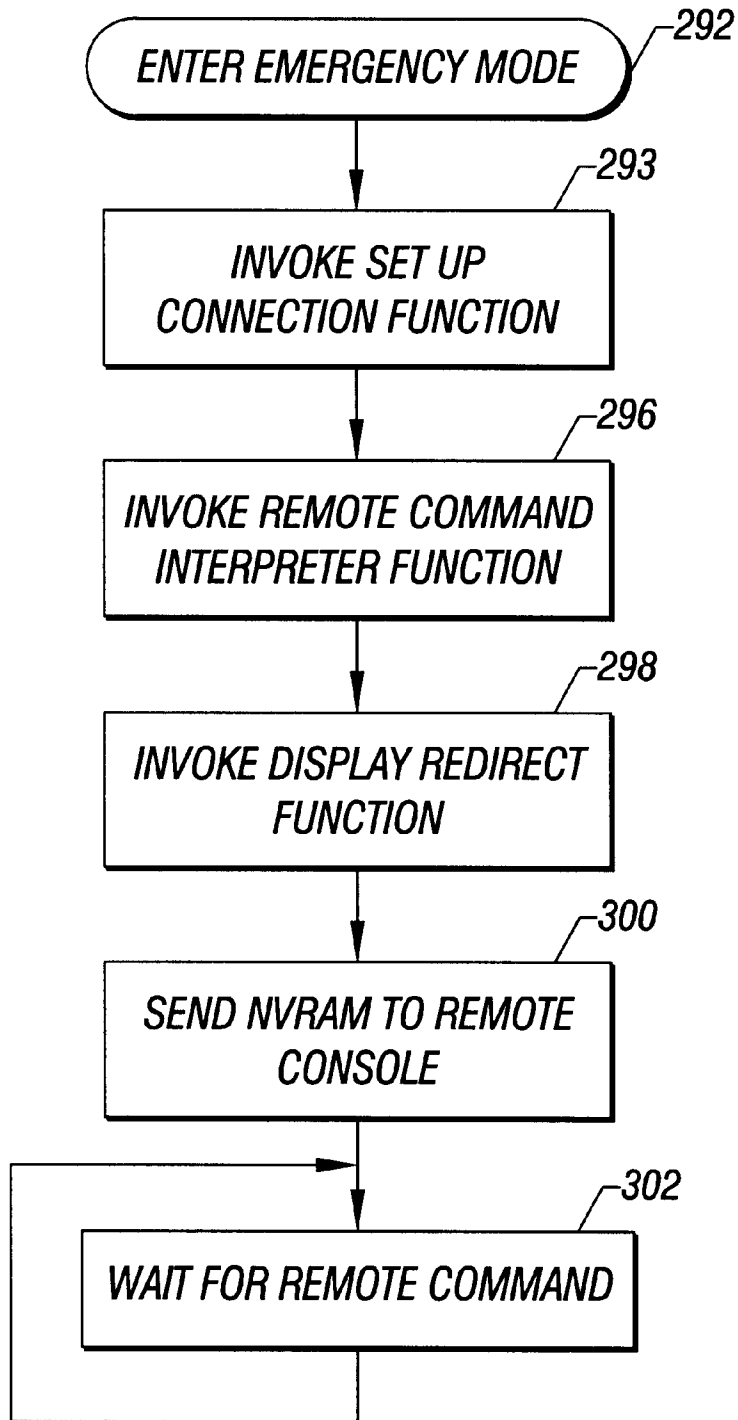 292
ENTER EMERGENCY MODE
293
INVOKE SET UP
CONNECTION FUNCTION
296
INVOKE REMOTE COMMAND
INTERPRETER FUNCTION
298
INVOKE DISPLAY REDIRECT
FUNCTION
300
SEND NVRAM TO REMOTE
CONSOLE
302
WAIT FOR REMOTE COMMAND